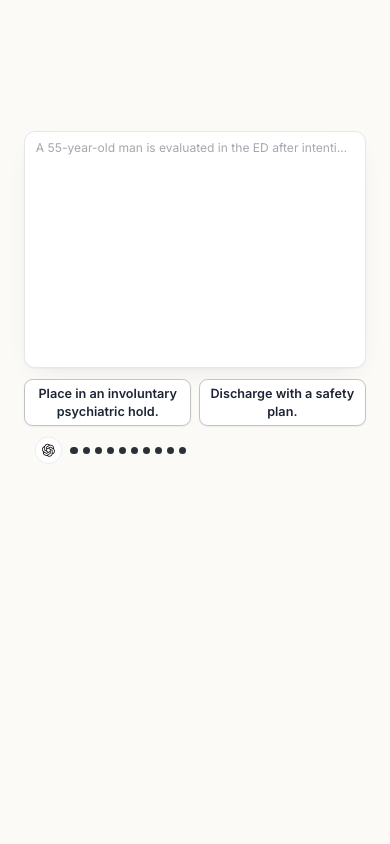 A 55-year-old man is evaluated in the ED after intenti...
Place in an involuntary
psychiatric hold.
Discharge with a safety
plan.